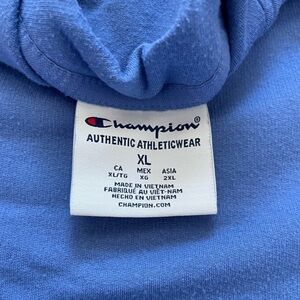 Champion®
AUTHENTIC ATHLETICWEAR
XL
CA MEX ASIA
XL/TG XG 2XL
MADE IN VIETNAM
FABRIQUÉ AU VIÊT-NAM
HECHO EN VIETNAM
CHAMPION.COM